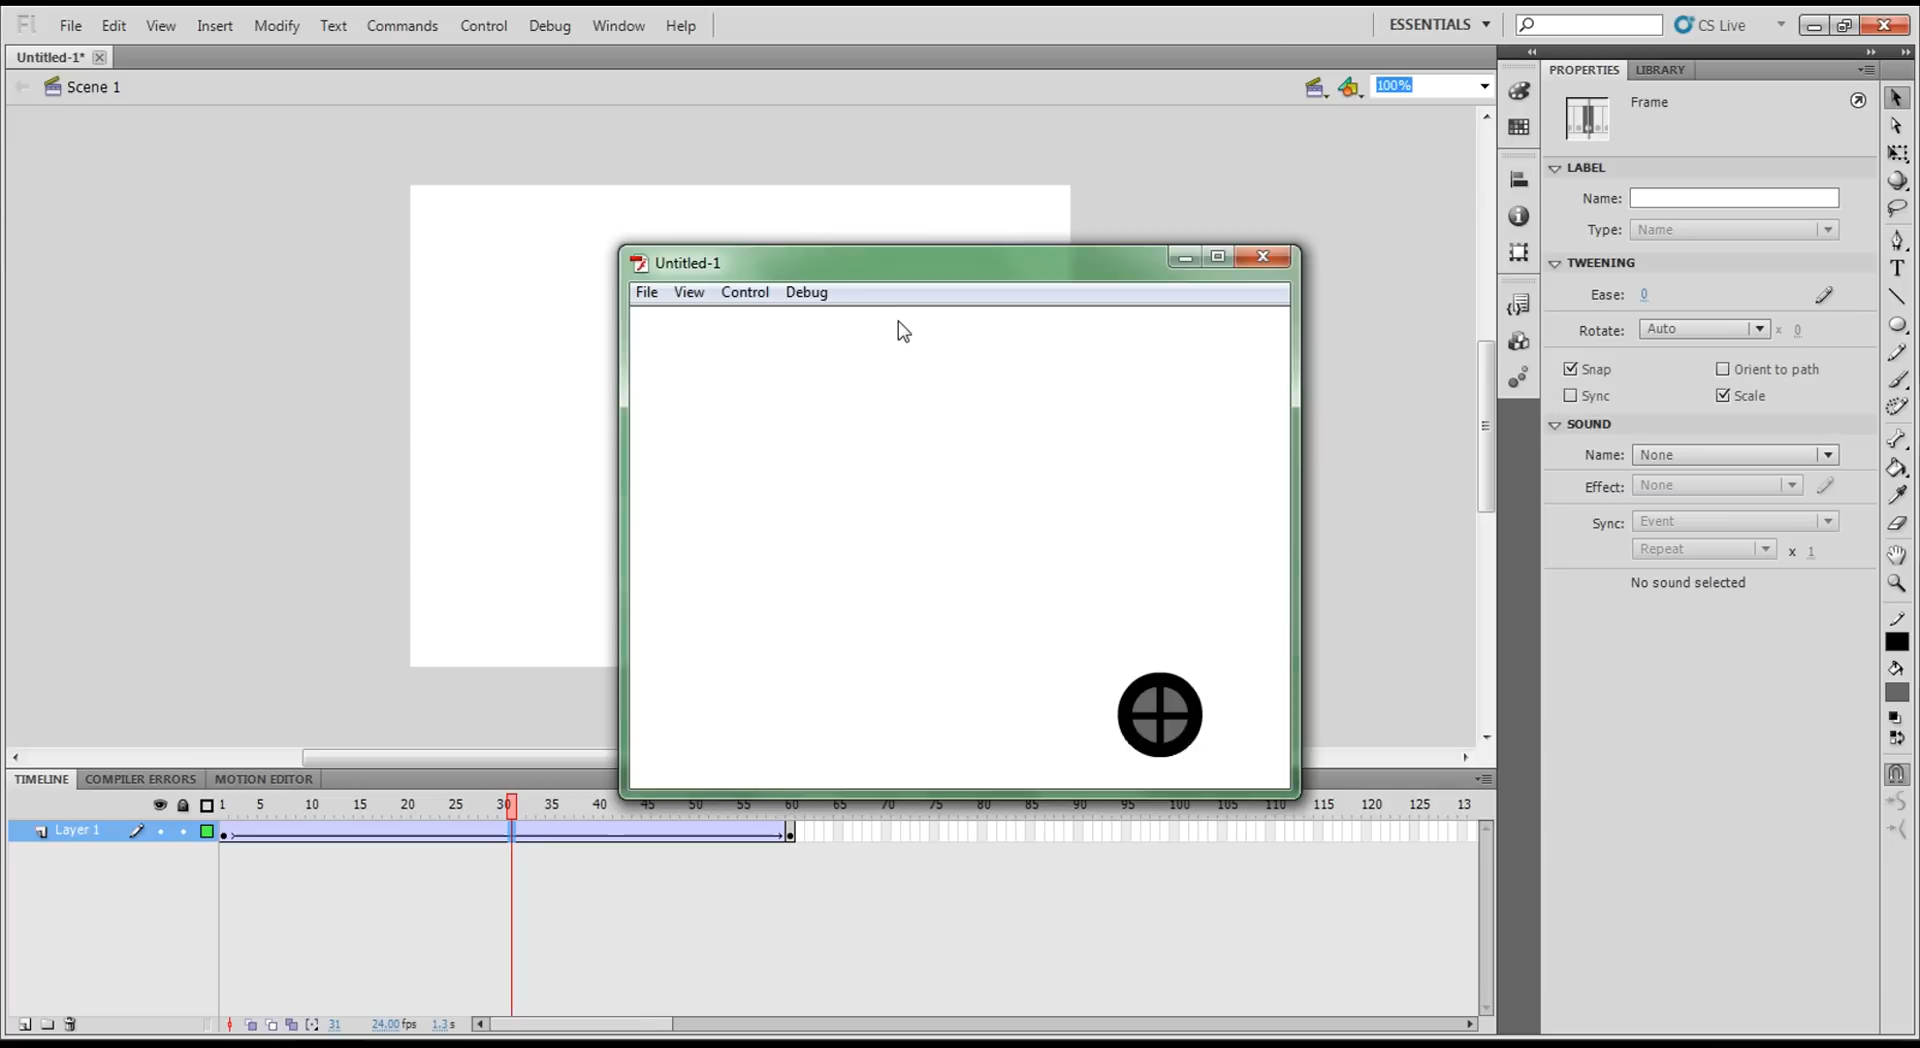 Fl File Edit View Insert Modify Text Commands Control Debug Window Help ESSENTIALS CS Live
Untitled-1*
Scene 1 100%
PROPERTIES LIBRARY
Frame
LABEL
Name:
Type: Name
TWEENING
Ease: 0
Rotate: Auto x 0
Snap Orient to path
Sync Scale
SOUND
Name: None
Effect: None
Sync: Event
Repeat x 1
No sound selected
T
Untitled-1
File View Control Debug
TIMELINE COMPILER ERRORS MOTION EDITOR
1 5 10 15 20 25 30 35 40 45 50 55 60 65 70 75 80 85 90 95 100 105 110 115 120 125 13
Layer 1
31 24.00 fps 1.3 s